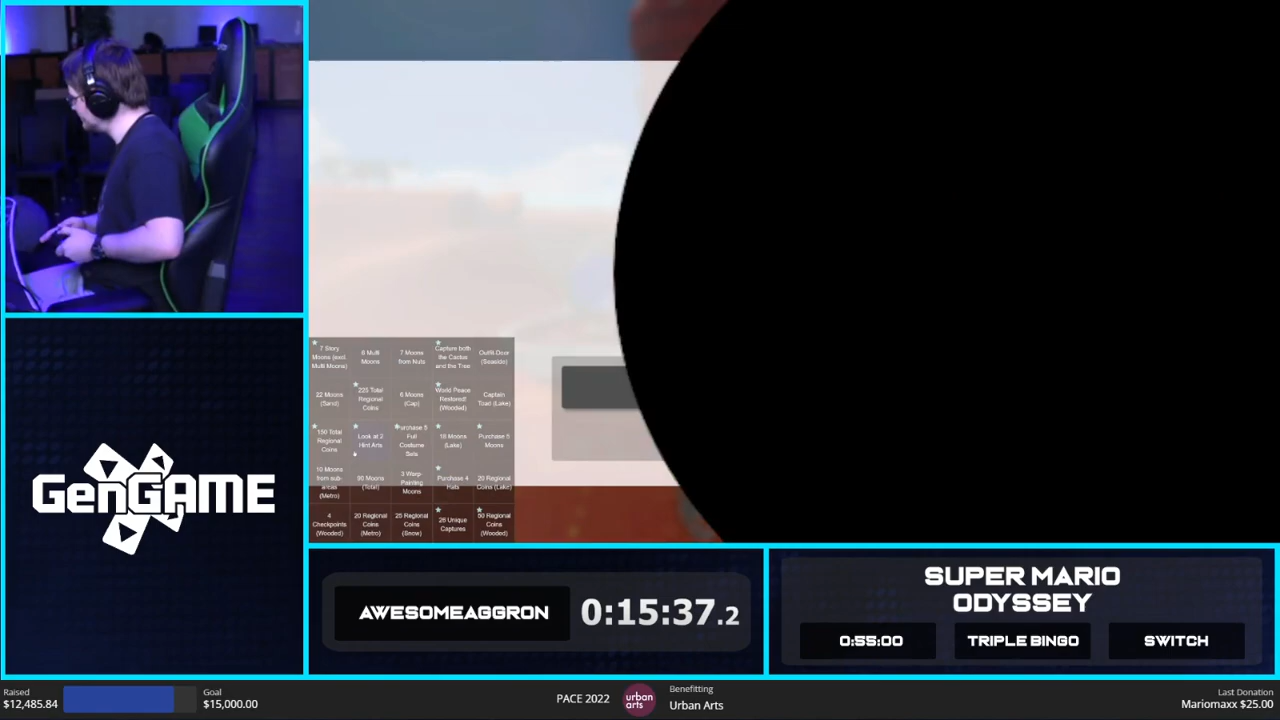 7 Story
Moons (excl.
Multi Moons)
6 Multi
Moons
7 Moons
from Nuts
Capture both
the Cactus
and the Tree
Outfit-Door
(Seaside)
22 Moons
(Sand)
225 Total
Regional
Coins
6 Moons
(Cap)
World Peace
Restored!
(Wooded)
Captain
Toad (Lake)
150 Total
Regional
Coins
Look at 3
Hint Arts
Purchase 5
Full
Costume
Sets
18 Moons
(Lake)
Purchase 5
Moons
10 Moons
from sub-
areas
(Metro)
90 Moons
(Total)
3 Warp-
Painting
Moons
Purchase 4
Hats
20 Regional
Coins (Lake)
4
Checkpoints
(Wooded)
20 Regional
Coins
(Metro)
25 Regional
Coins
(Snow)
26 Unique
Captures
Regional
Coins
(Wooded)
GenGAME
AWESOMEAGGRON
0:15:37.2
SUPER MARIO
ODYSSEY
0:55:00
TRIPLE BINGO
SWITCH
Raised
$12,485.84
Goal
$15,000.00
PACE 2022
urban
arts
Benefitting
Urban Arts
Last Donation
Mariomaxx $25.00